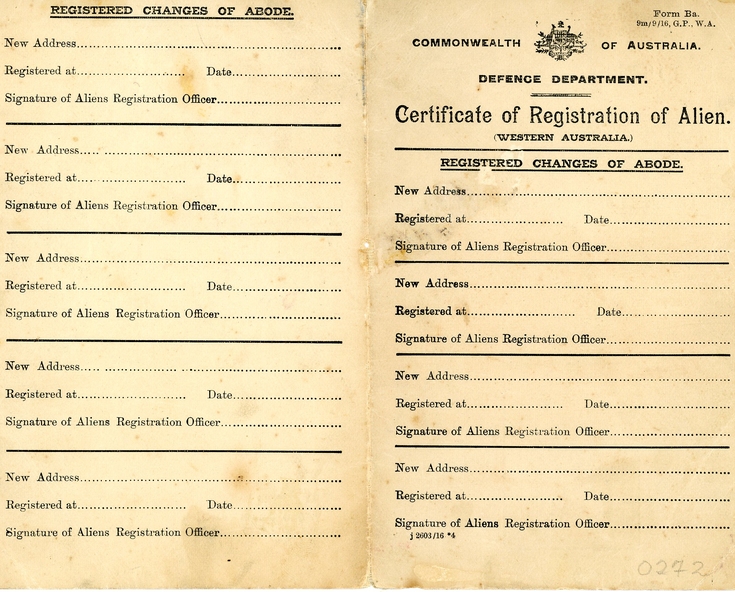 REGISTERED CHANGES OF ABODE.
New Address
Registered at Date
Signature of Aliens Registration Officer
New Address
Registered at Date
Signature of Aliens Registration Officer
New Address
Registered at Date
Signature of Aliens Registration Officer
New Address
Registered at Date
Signature of Aliens Registration Officer
New Address
Registered at Date
Signature of Aliens Registration Officer
Form Ba.
9m/9/16, G.P., W.A.
COMMONWEALTH OF AUSTRALIA.
DEFENCE DEPARTMENT.
Certificate of Registration of Alien.
(WESTERN AUSTRALIA.)
REGISTERED CHANGES OF ABODE.
New Address
Registered at Date
Signature of Aliens Registration Officer
New Address
Registered at Date
Signature of Aliens Registration Officer
New Address
Registered at Date
Signature of Aliens Registration Officer
New Address
Registered at Date
Signature of Aliens Registration Officer
j 2603/16 *4
0272